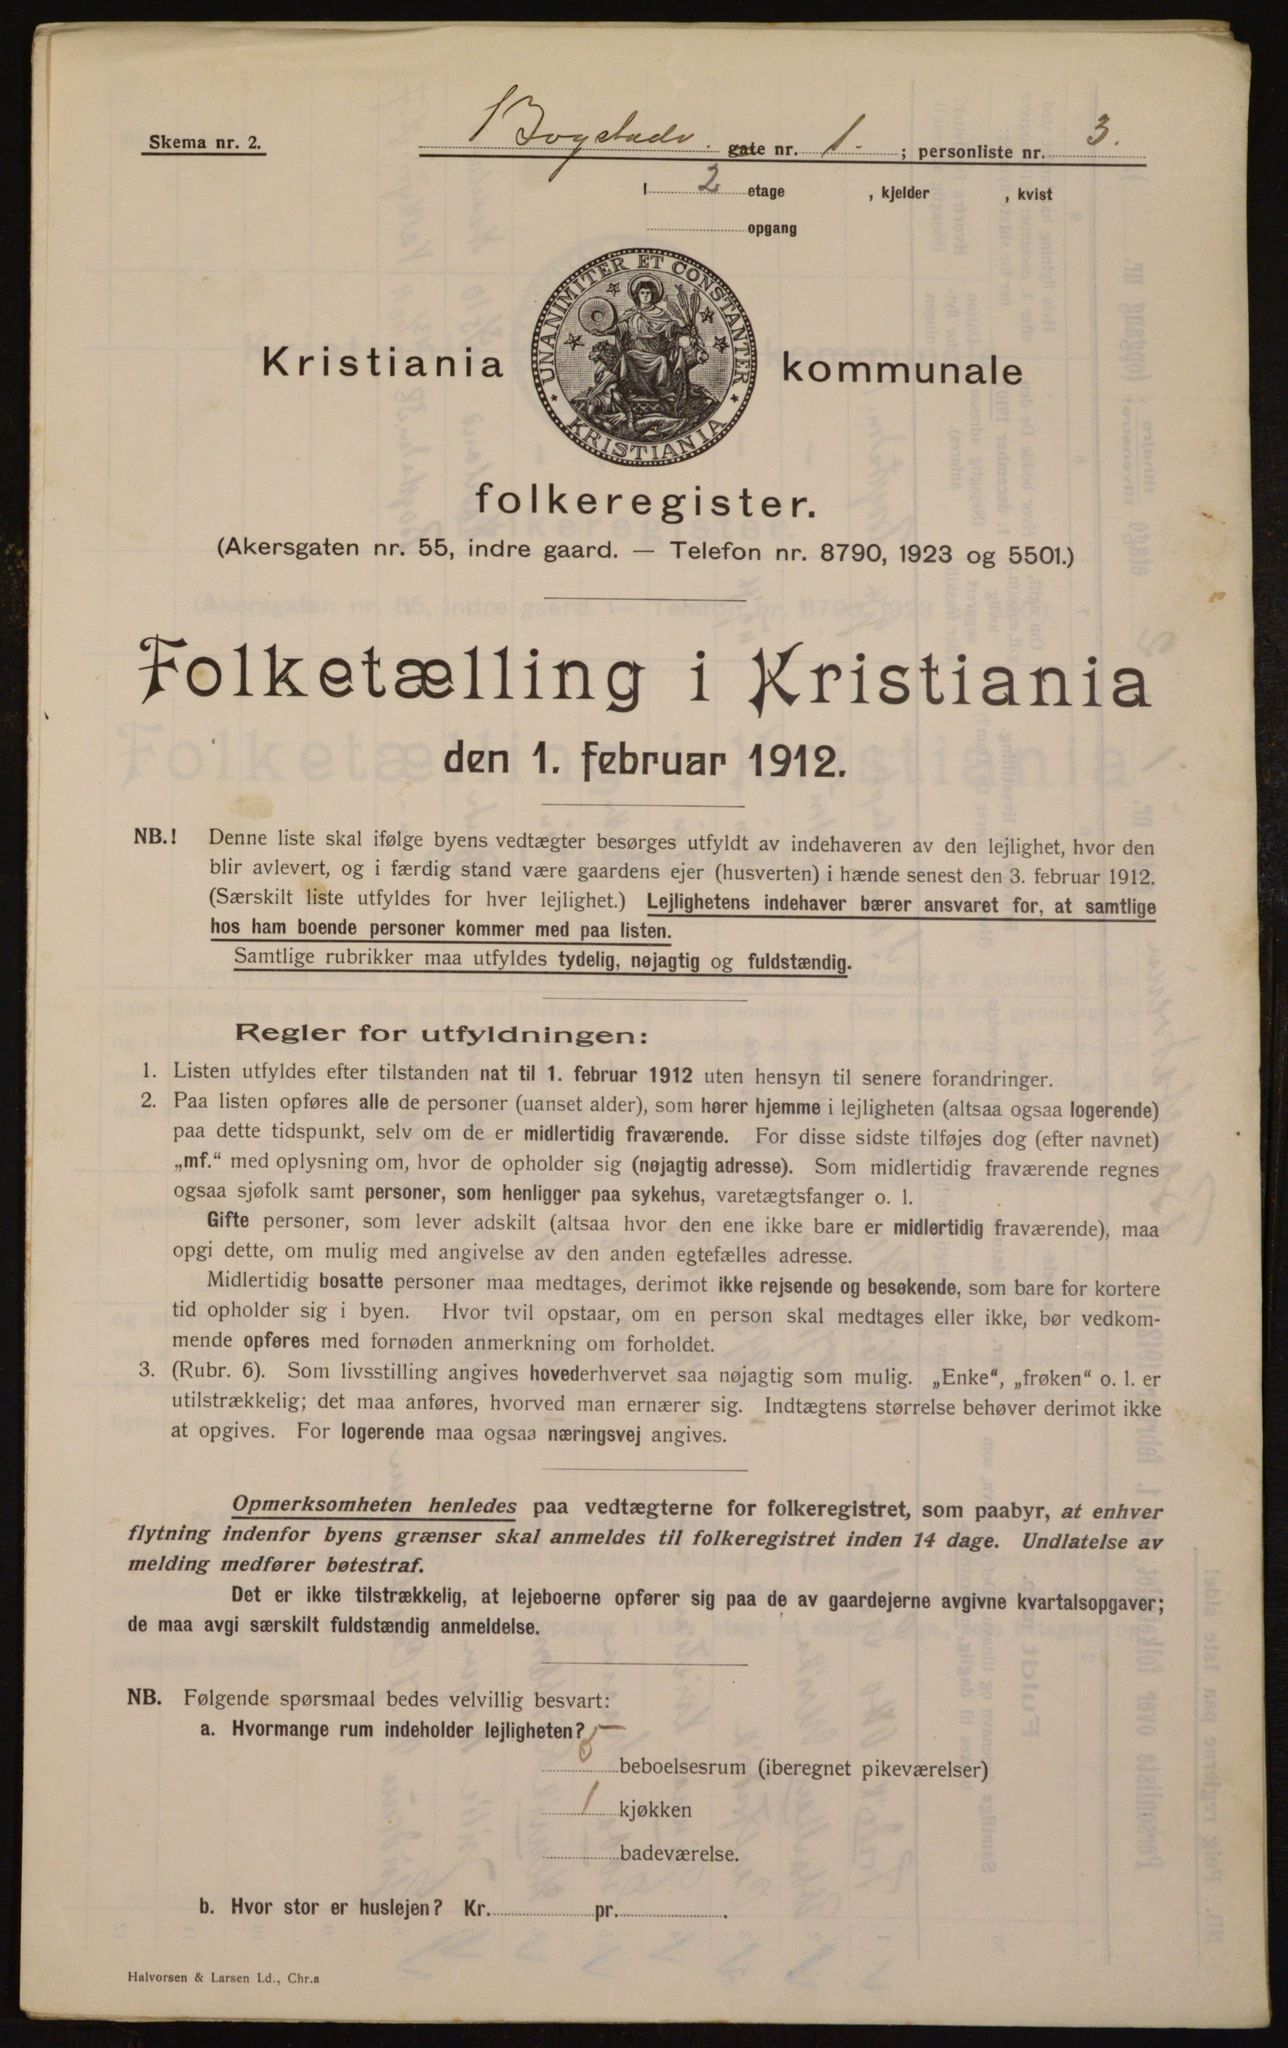 Skema nr. 2.
Bogstadv. gate nr. 1. ; personliste nr. 3.
I 2 etage , kjelder , kvist
opgang
UNANIMITER ET CONSTANTER
KRISTIANIA
Kristiania kommunale
folkeregister.
(Akersgaten nr. 55, indre gaard. — Telefon nr. 8790, 1923 og 5501.)
Folketælling i Kristiania
den 1. februar 1912.
NB.! Denne liste skal ifølge byens vedtægter besørges utfyldt av indehaveren av den lejlighet, hvor den
blir avlevert, og i færdig stand være gaardens ejer (husverten) i hænde senest den 3. februar 1912.
(Særskilt liste utfyldes for hver lejlighet.) Lejlighetens indehaver bærer ansvaret for, at samtlige
hos ham boende personer kommer med paa listen.
Samtlige rubrikker maa utfyldes tydelig, nøjagtig og fuldstændig.
Regler for utfyldningen:
1. Listen utfyldes efter tilstanden nat til 1. februar 1912 uten hensyn til senere forandringer.
2. Paa listen opføres alle de personer (uanset alder), som hører hjemme i lejligheten (altsaa ogsaa logerende)
paa dette tidspunkt, selv om de er midlertidig fraværende. For disse sidste tilføjes dog (efter navnet)
„mf.“ med oplysning om, hvor de opholder sig (nøjagtig adresse). Som midlertidig fraværende regnes
ogsaa sjøfolk samt personer, som henligger paa sykehus, varetægtsfanger o. l.
Gifte personer, som lever adskilt (altsaa hvor den ene ikke bare er midlertidig fraværende), maa
opgi dette, om mulig med angivelse av den anden egtefælles adresse.
Midlertidig bosatte personer maa medtages, derimot ikke rejsende og besøkende, som bare for kortere
tid opholder sig i byen. Hvor tvil opstaar, om en person skal medtages eller ikke, bør vedkom-
mende opføres med fornøden anmerkning om forholdet.
3. (Rubr. 6). Som livsstilling angives hovederhvervet saa nøjagtig som mulig. „Enke“, „frøken“ o. l. er
utilstrækkelig; det maa anføres, hvorved man ernærer sig. Indtægtens størrelse behøver derimot ikke
at opgives. For logerende maa ogsaa næringsvej angives.
Opmerksomheten henledes paa vedtægterne for folkeregistret, som paabyr, at enhver
flytning indenfor byens grænser skal anmeldes til folkeregistret inden 14 dage. Undlatelse av
melding medfører bøtestraf.
Det er ikke tilstrækkelig, at lejeboerne opfører sig paa de av gaardejerne avgivne kvartalsopgaver;
de maa avgi særskilt fuldstændig anmeldelse.
NB. Følgende spørsmaal bedes velvillig besvart:
a. Hvormange rum indeholder lejligheten?
5 beboelsesrum (iberegnet pikeværelser)
1 kjøkken
badeværelse.
b. Hvor stor er huslejen? Kr. pr.
Halvorsen & Larsen Ld., Chr.a